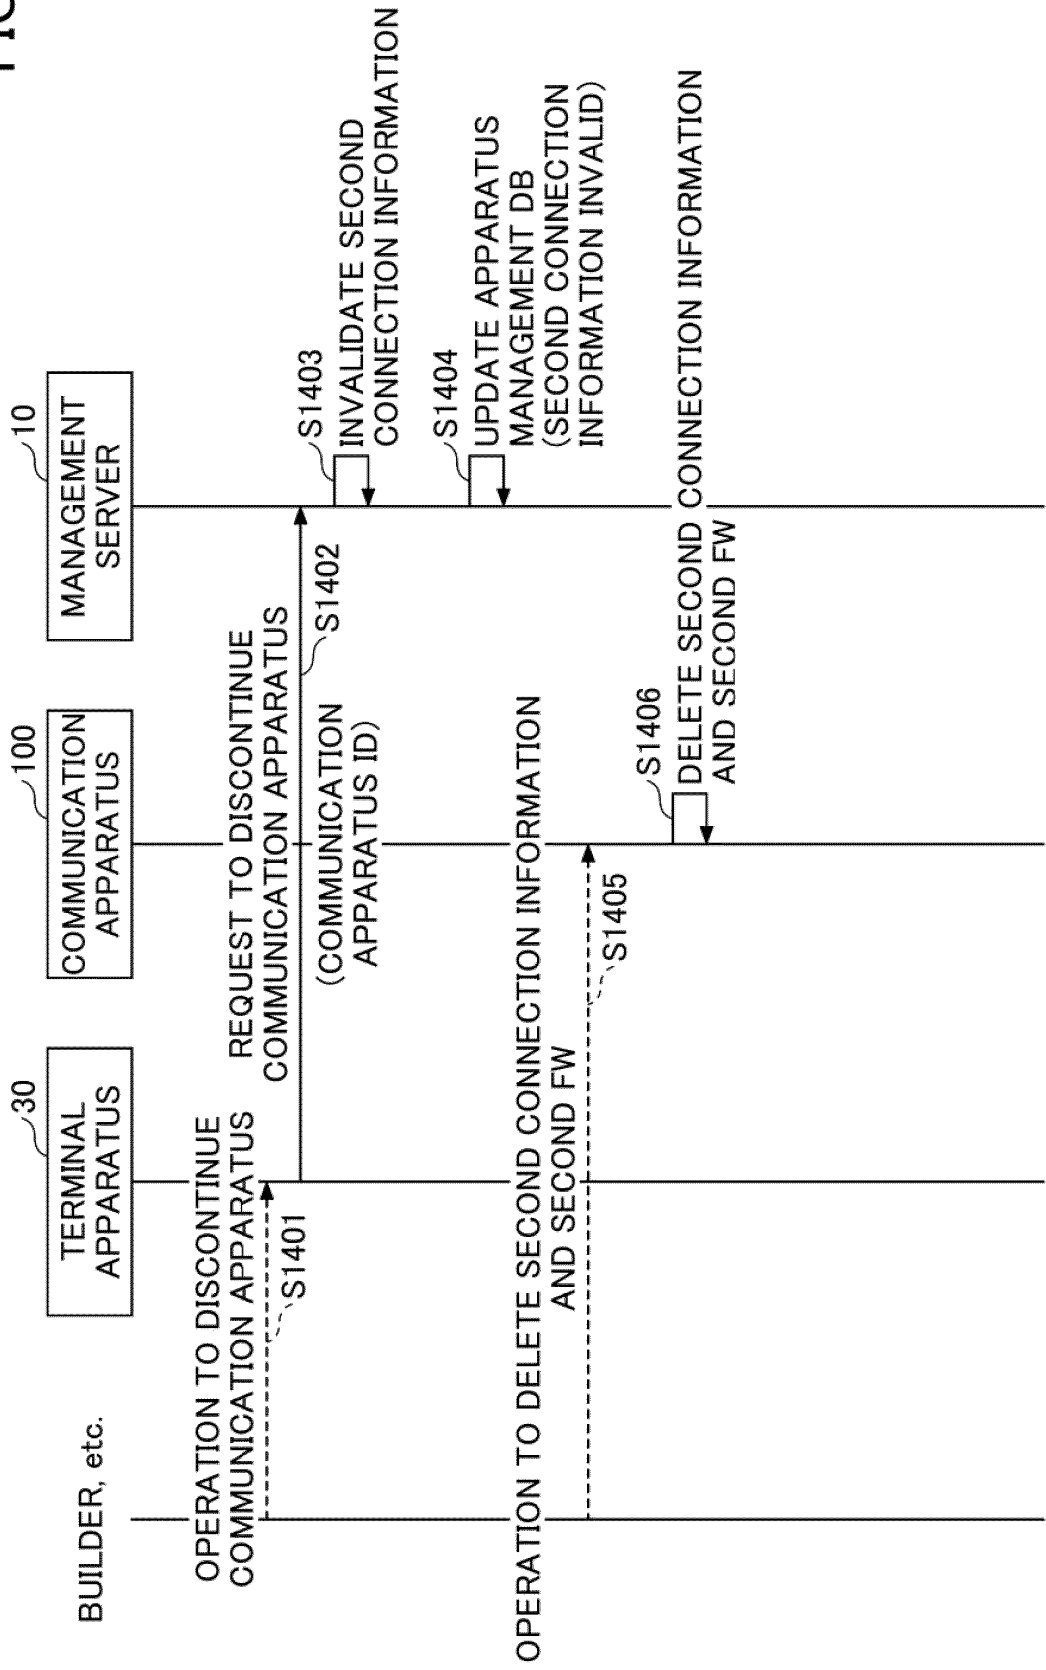 BUILDER, etc.
30
TERMINAL
APPARATUS
100
COMMUNICATION
APPARATUS
10
MANAGEMENT
SERVER
OPERATION TO DISCONTINUE
COMMUNICATION APPARATUS
S1401
REQUEST TO DISCONTINUE
COMMUNICATION APPARATUS
S1402
(COMMUNICATION
APPARATUS ID)
S1403
INVALIDATE SECOND
CONNECTION INFORMATION
S1404
UPDATE APPARATUS
MANAGEMENT DB
(SECOND CONNECTION
INFORMATION INVALID)
OPERATION TO DELETE SECOND CONNECTION INFORMATION
AND SECOND FW
S1405
S1406
DELETE SECOND CONNECTION INFORMATION
AND SECOND FW